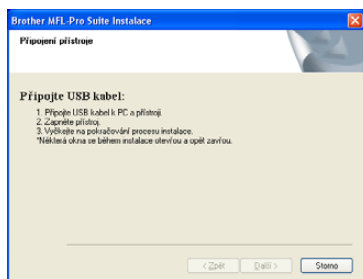 Brother MFL-Pro Suite Instalace
Připojení přístroje
Připojte USB kabel:
1. Připojte USB kabel k PC a přístroji.
2. Zapněte přístroj.
3. Vyčkejte na pokračování procesu instalace.
*Některá okna se během instalace otevřou a opět zavřou.
< Zpět
Další >
Storno